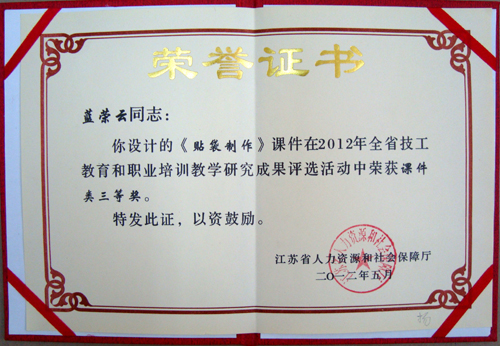 荣誉证书
蓝荣云同志：
你设计的《贴袋制作》课件在2012年全省技工
教育和职业培训教学研究成果评选活动中荣获课件
类三等奖。
特发此证，以资鼓励。
江苏省人力资源和社会保障厅
二〇一二年五月